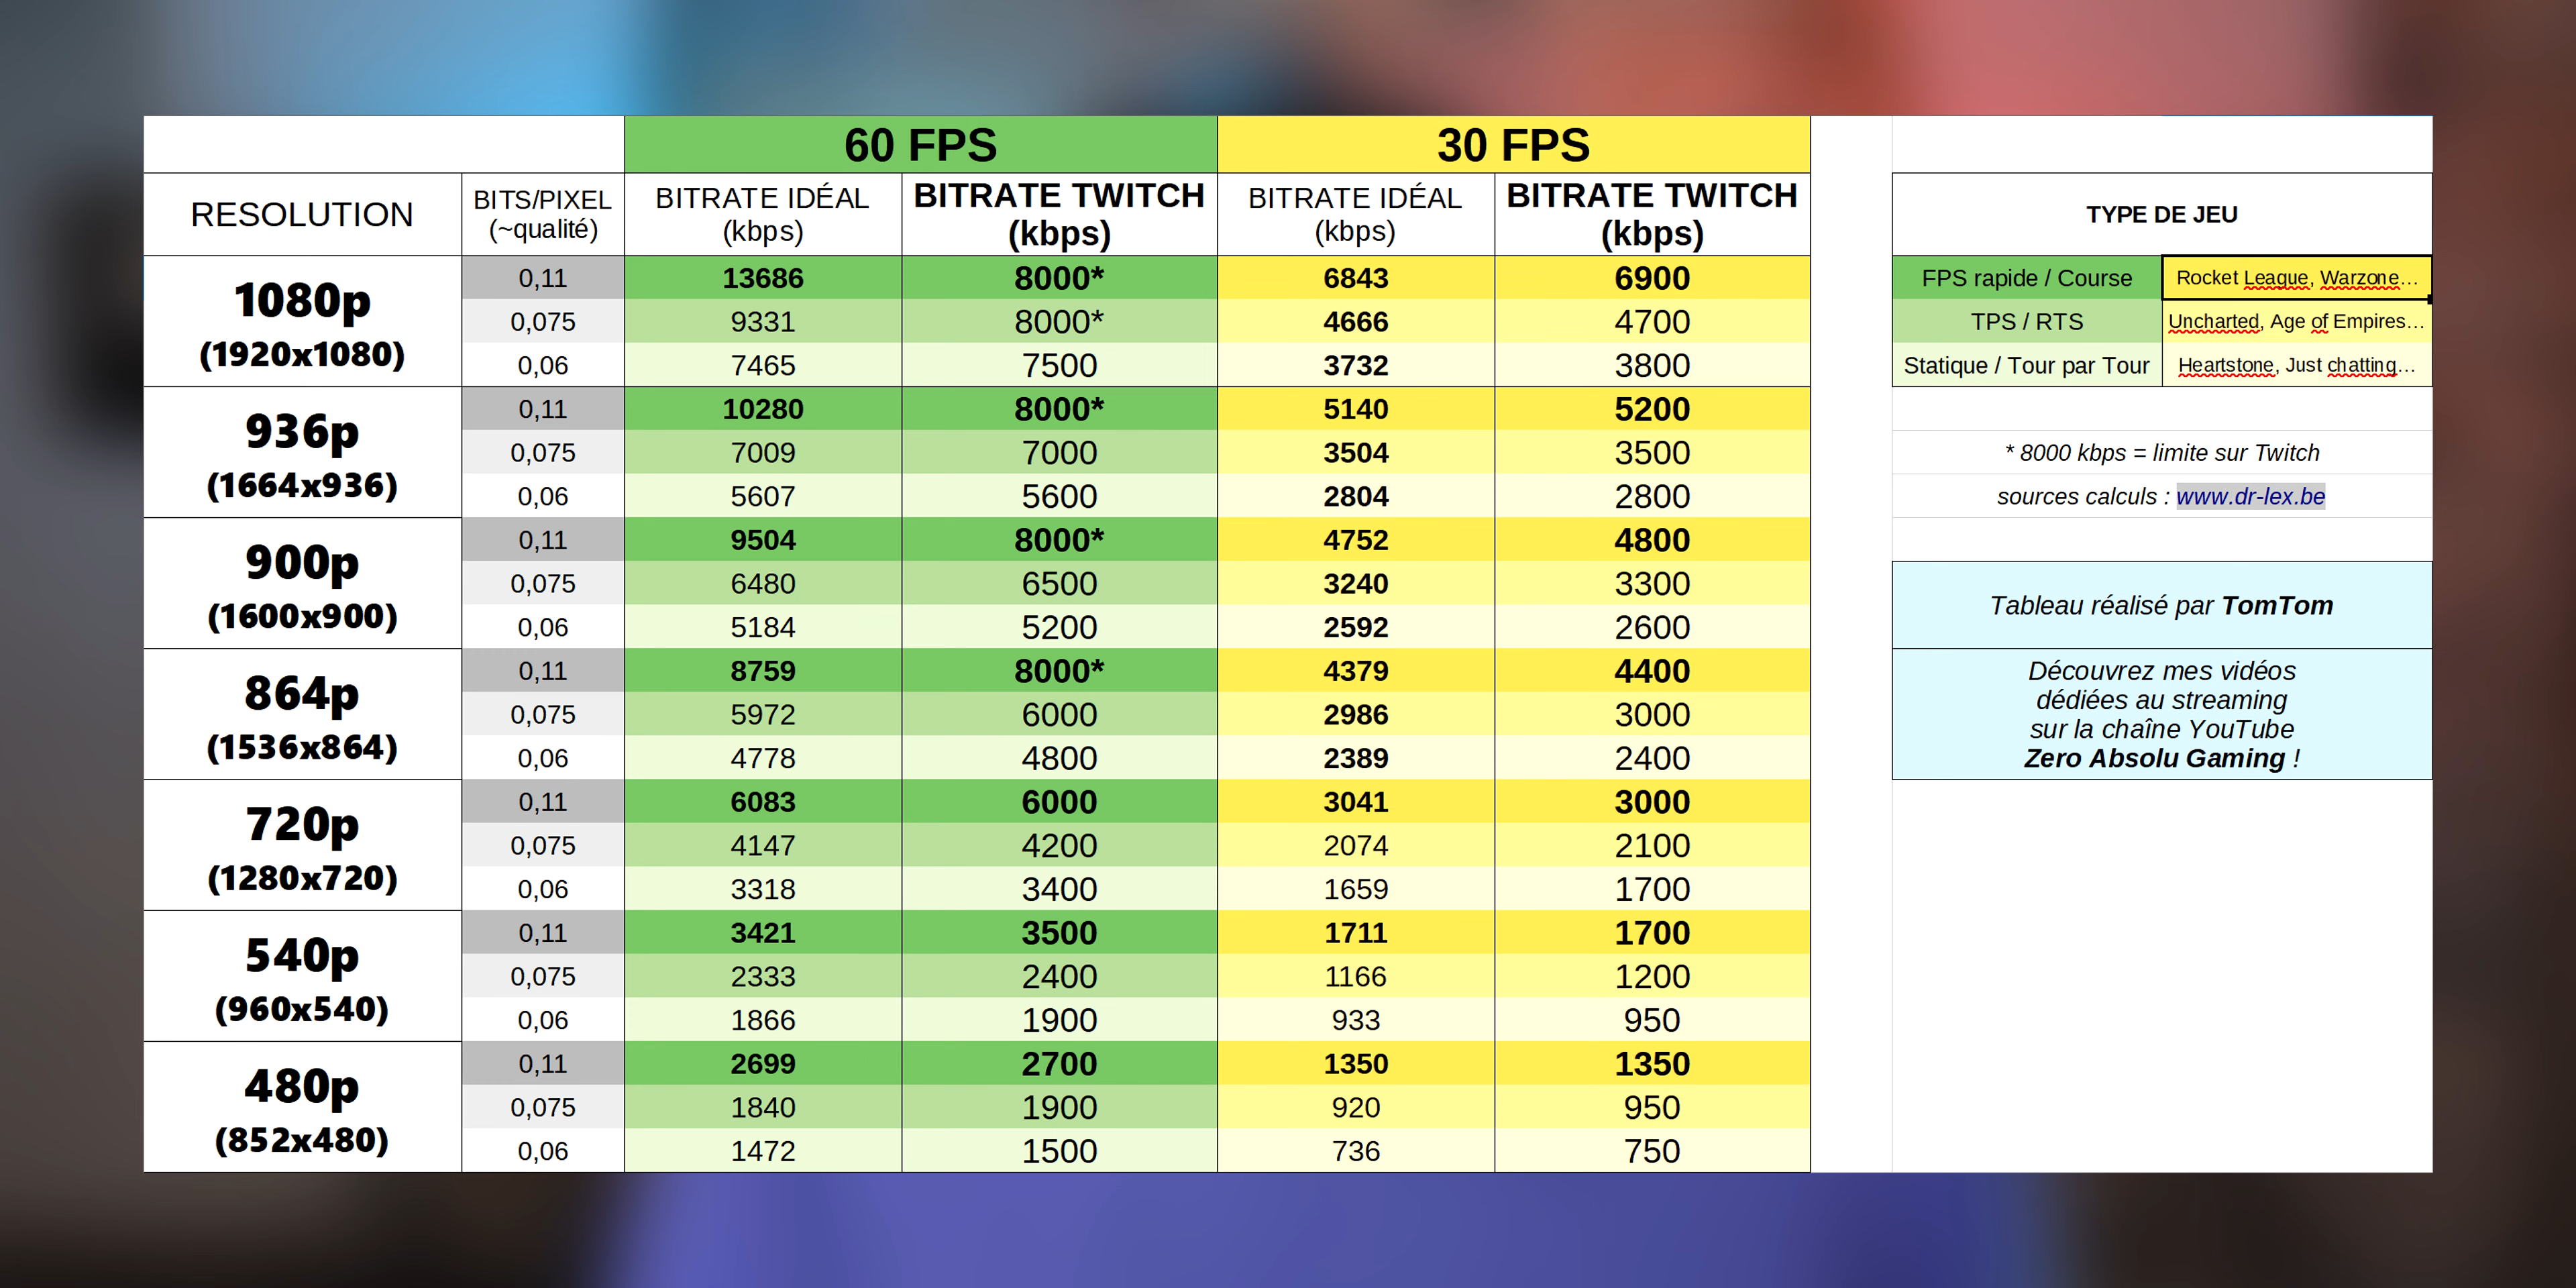 60 FPS 30 FPS
RESOLUTION BITS/PIXEL (~qualité) BITRATE IDÉAL (kbps) BITRATE TWITCH (kbps) BITRATE IDÉAL (kbps) BITRATE TWITCH (kbps)
1080p (1920x1080)
0,11 13686 8000* 6843 6900
0,075 9331 8000* 4666 4700
0,06 7465 7500 3732 3800
936p (1664x936)
0,11 10280 8000* 5140 5200
0,075 7009 7000 3504 3500
0,06 5607 5600 2804 2800
900p (1600x900)
0,11 9504 8000* 4752 4800
0,075 6480 6500 3240 3300
0,06 5184 5200 2592 2600
864p (1536x864)
0,11 8759 8000* 4379 4400
0,075 5972 6000 2986 3000
0,06 4778 4800 2389 2400
720p (1280x720)
0,11 6083 6000 3041 3000
0,075 4147 4200 2074 2100
0,06 3318 3400 1659 1700
540p (960x540)
0,11 3421 3500 1711 1700
0,075 2333 2400 1166 1200
0,06 1866 1900 933 950
480p (852x480)
0,11 2699 2700 1350 1350
0,075 1840 1900 920 950
0,06 1472 1500 736 750
TYPE DE JEU
FPS rapide / Course Rocket League, Warzone…
TPS / RTS Uncharted, Age of Empires…
Statique / Tour par Tour Heartstone, Just chatting…
* 8000 kbps = limite sur Twitch
sources calculs : www.dr-lex.be
Tableau réalisé par TomTom
Découvrez mes vidéos
dédiées au streaming
sur la chaîne YouTube
Zero Absolu Gaming !